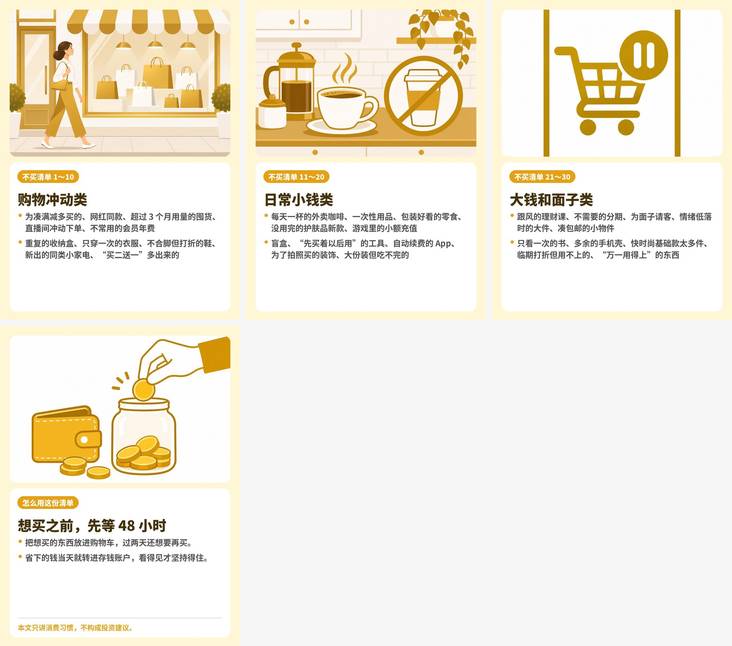 不买清单 1～10
购物冲动类
为凑满减多买的、网红同款、超过 3 个月用量的囤货、
直播间冲动下单、不常用的会员年费
重复的收纳盒、只穿一次的衣服、不合脚但打折的鞋、
新出的同类小家电、“买二送一”多出来的
不买清单 11～20
日常小钱类
每天一杯的外卖咖啡、一次性用品、包装好看的零食、
没用完的护肤品新款、游戏里的小额充值
盲盒、“先买着以后用”的工具、自动续费的 App、
为了拍照买的装饰、大份装但吃不完的
不买清单 21～30
大钱和面子类
跟风的理财课、不需要的分期、为面子请客、情绪低落
时的大件、凑包邮的小物件
只看一次的书、多余的手机壳、快时尚基础款太多件、
临期打折但用不上的、“万一用得上”的东西
怎么用这份清单
想买之前，先等 48 小时
把想买的东西放进购物车，过两天还想要再买。
省下的钱当天就转进存钱账户，看得见才坚持得住。
本文只讲消费习惯，不构成投资建议。